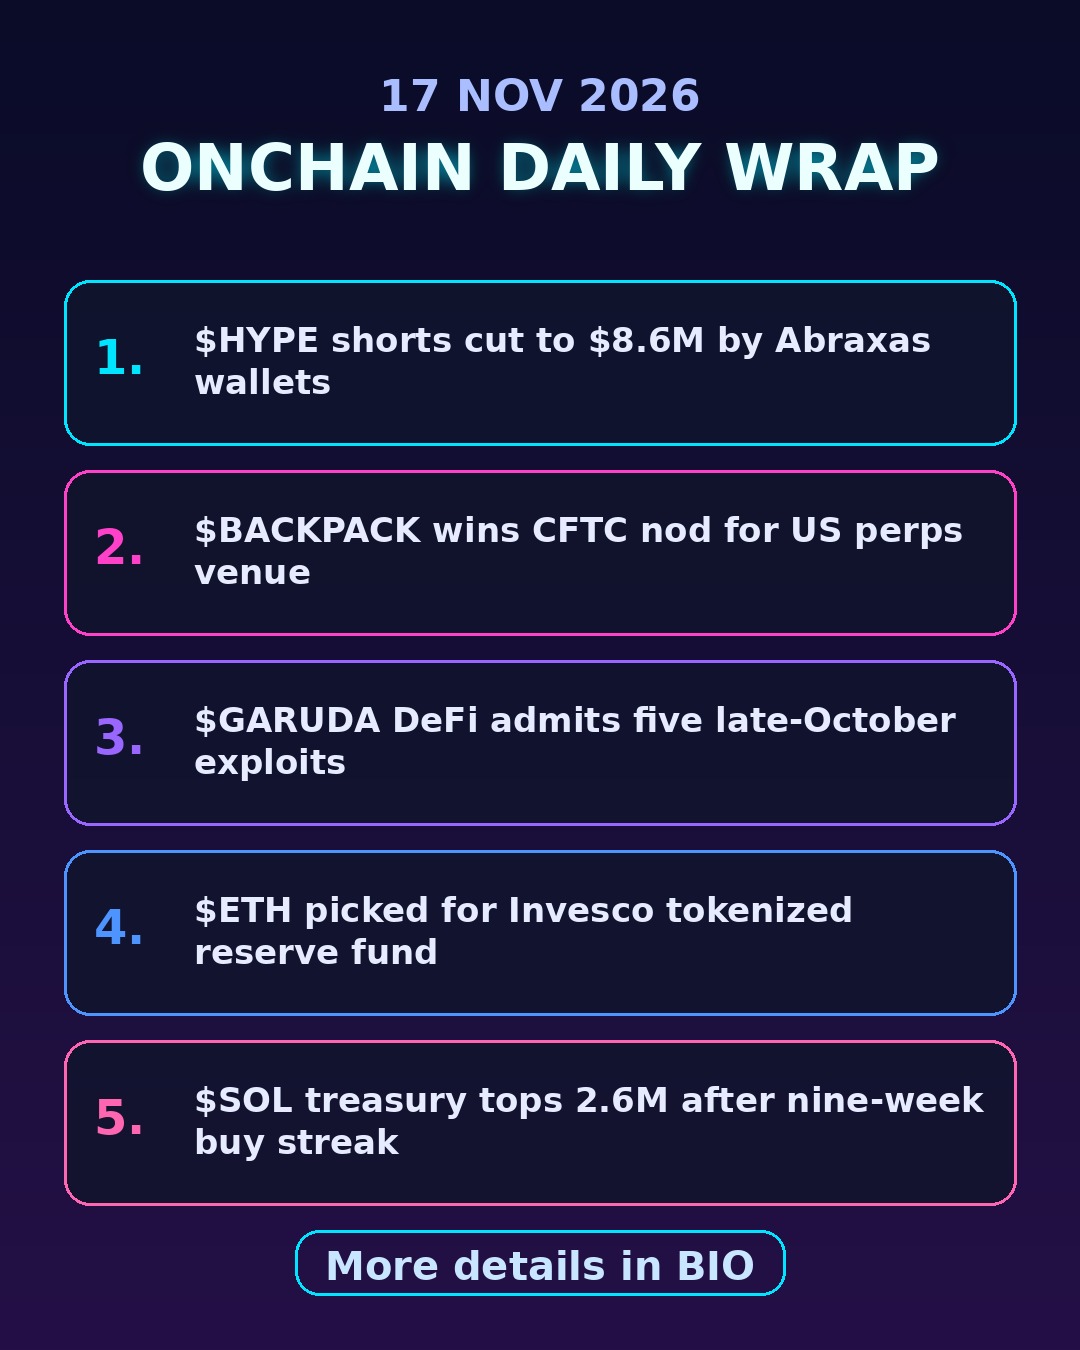 17 NOV 2026
ONCHAIN DAILY WRAP
1.
$HYPE shorts cut to $8.6M by Abraxas
wallets
2.
$BACKPACK wins CFTC nod for US perps
venue
3.
$GARUDA DeFi admits five late-October
exploits
4.
$ETH picked for Invesco tokenized
reserve fund
5.
$SOL treasury tops 2.6M after nine-week
buy streak
More details in BIO